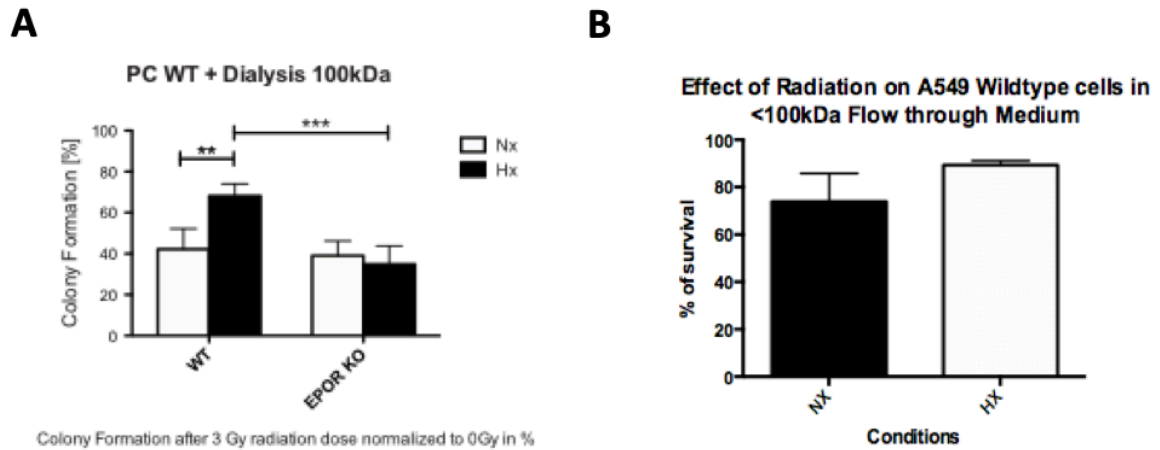 A
PC WT + Dialysis 100kDa
Colony Formation [%]
100
80
60
40
20
0
**
***
Nx
Hx
WT
EPOR KO
Colony Formation after 3 Gy radiation dose normalized to 0Gy in %
B
Effect of Radiation on A549 Wildtype cells in
<100kDa Flow through Medium
% of survival
100
80
60
40
20
0
NX
HX
Conditions